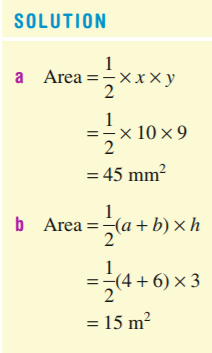 SOLUTION
a Area = 1/2 × x × y
= 1/2 × 10 × 9
= 45 mm²
b Area = 1/2(a + b) × h
= 1/2(4 + 6) × 3
= 15 m²